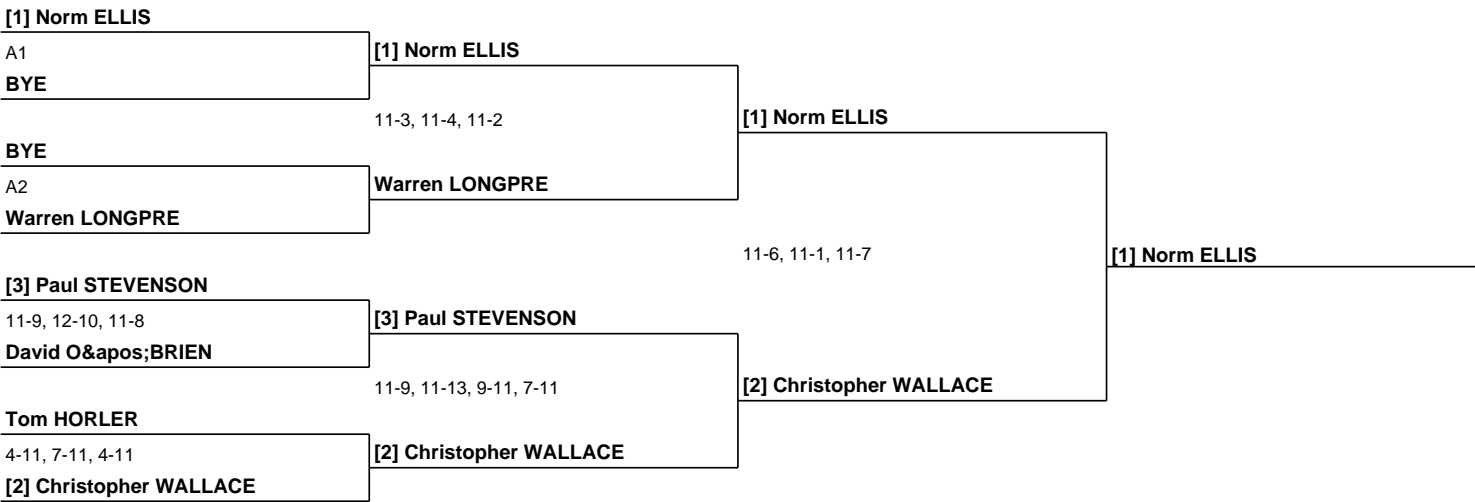 [1] Norm ELLIS
A1
BYE
BYE
A2
Warren LONGPRE
[3] Paul STEVENSON
11-9, 12-10, 11-8
David O&apos;BRIEN
Tom HORLER
4-11, 7-11, 4-11
[2] Christopher WALLACE
[1] Norm ELLIS
11-3, 11-4, 11-2
Warren LONGPRE
[3] Paul STEVENSON
11-9, 11-13, 9-11, 7-11
[2] Christopher WALLACE
[1] Norm ELLIS
11-6, 11-1, 11-7
[2] Christopher WALLACE
[1] Norm ELLIS